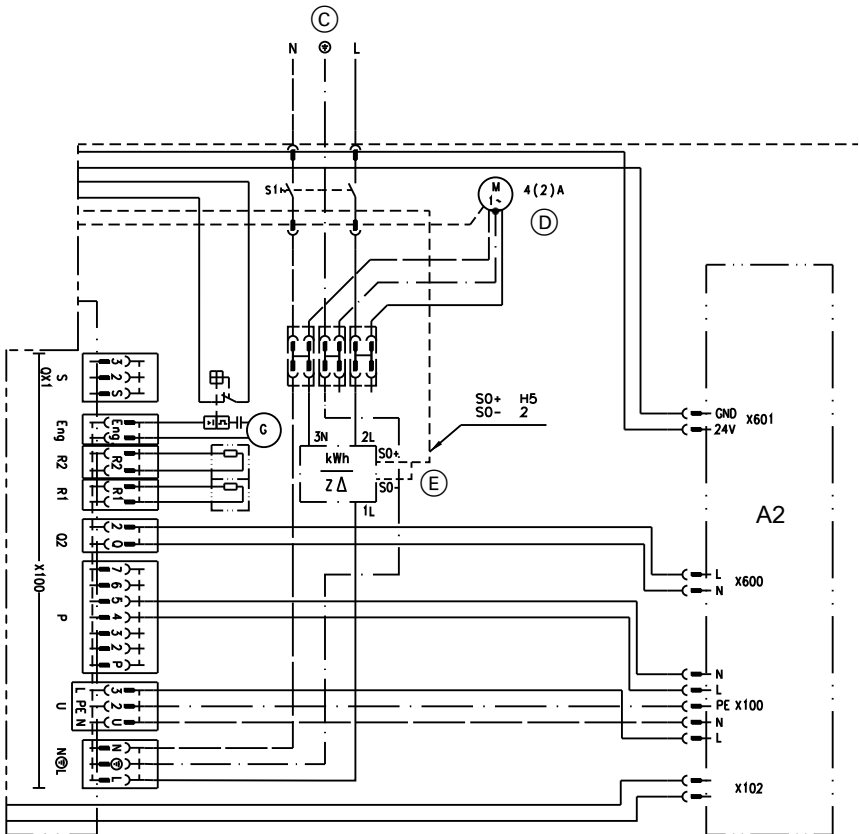 C
N L
S1
M
1~
4(2)A
D
S
QX1
3
2
S
S0+ H5
S0- 2
Eng
Eng
G
GND
24V
X601
3N
2L
kWh
Z Δ
S0+
S0-
E
1L
R2
R2
R1
R1
A2
Q2
2
Q
X100
P
7
6
5
4
3
2
P
L
N
X600
U
L PE N
3
2
U
N
L
PE
N
L
X100
N⏚L
N
⏚
L
X102